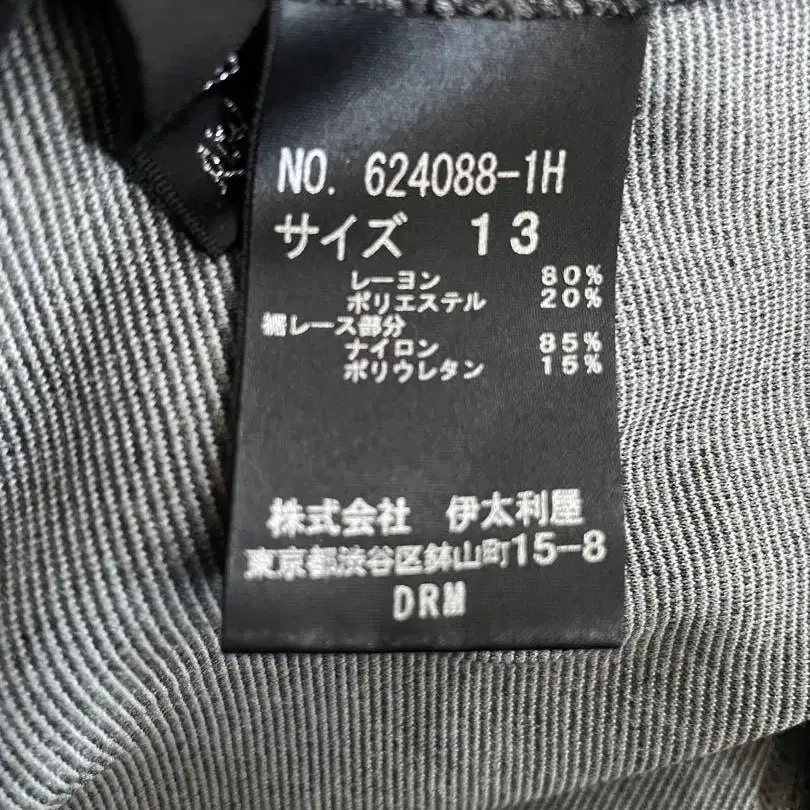 NO. 624088-1H
サイズ 13
レーヨン 80%
ポリエステル 20%
裾レース部分
ナイロン 85%
ポリウレタン 15%
株式会社 伊太利屋
東京都渋谷区鉢山町15-8
DRM